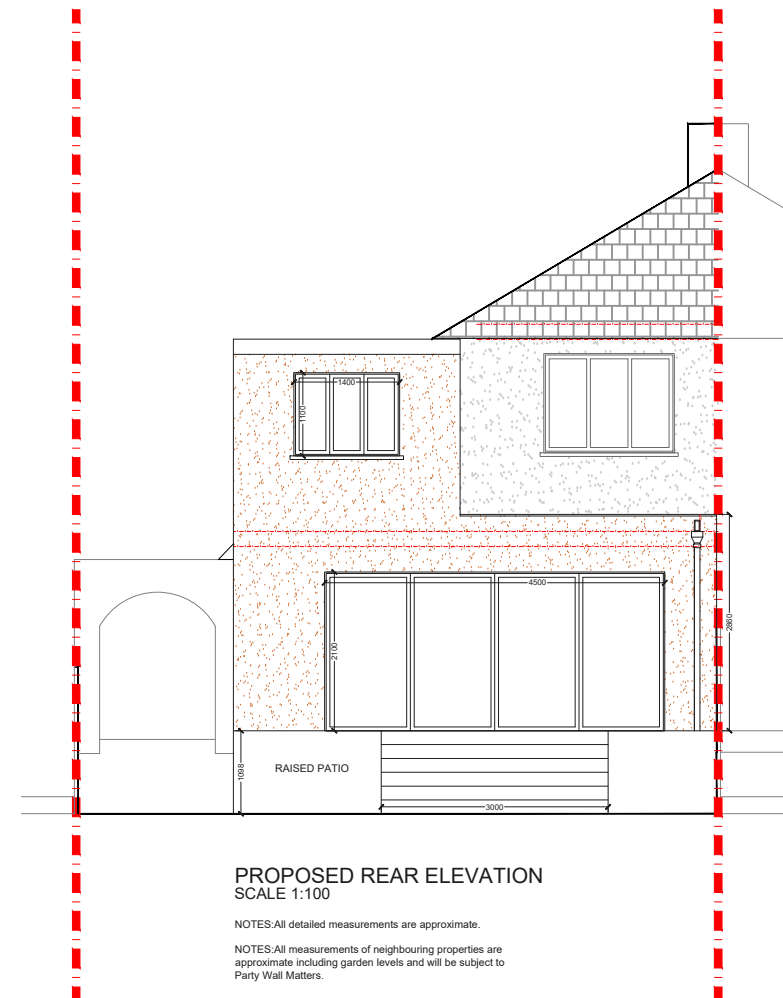 1400
1100
4500
2100
2860
1098
RAISED PATIO
3000
PROPOSED REAR ELEVATION
SCALE 1:100
NOTES:All detailed measurements are approximate.
NOTES:All measurements of neighbouring properties are
approximate including garden levels and will be subject to
Party Wall Matters.